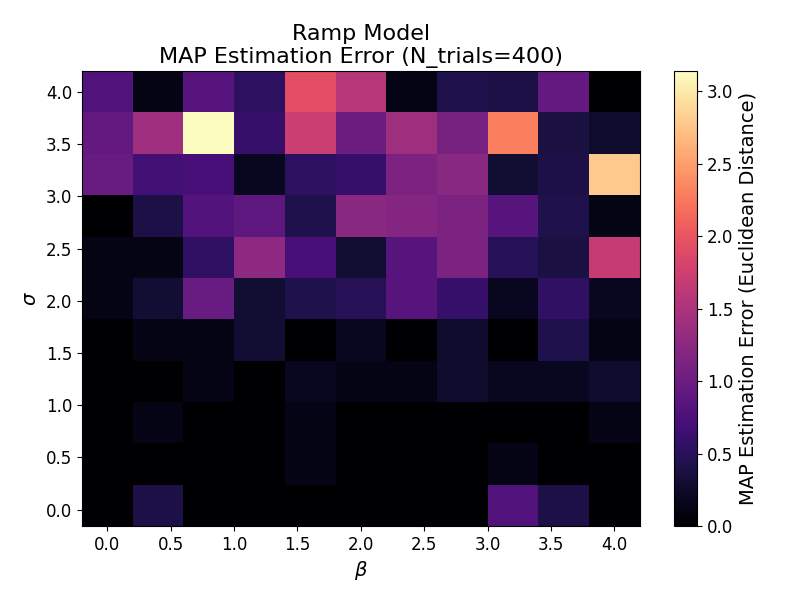 Ramp Model
MAP Estimation Error (N_trials=400)
4.0
3.5
3.0
2.5
2.0
1.5
1.0
0.5
0.0
σ
0.0 0.5 1.0 1.5 2.0 2.5 3.0 3.5 4.0
β
3.0
2.5
2.0
1.5
1.0
0.5
0.0
MAP Estimation Error (Euclidean Distance)